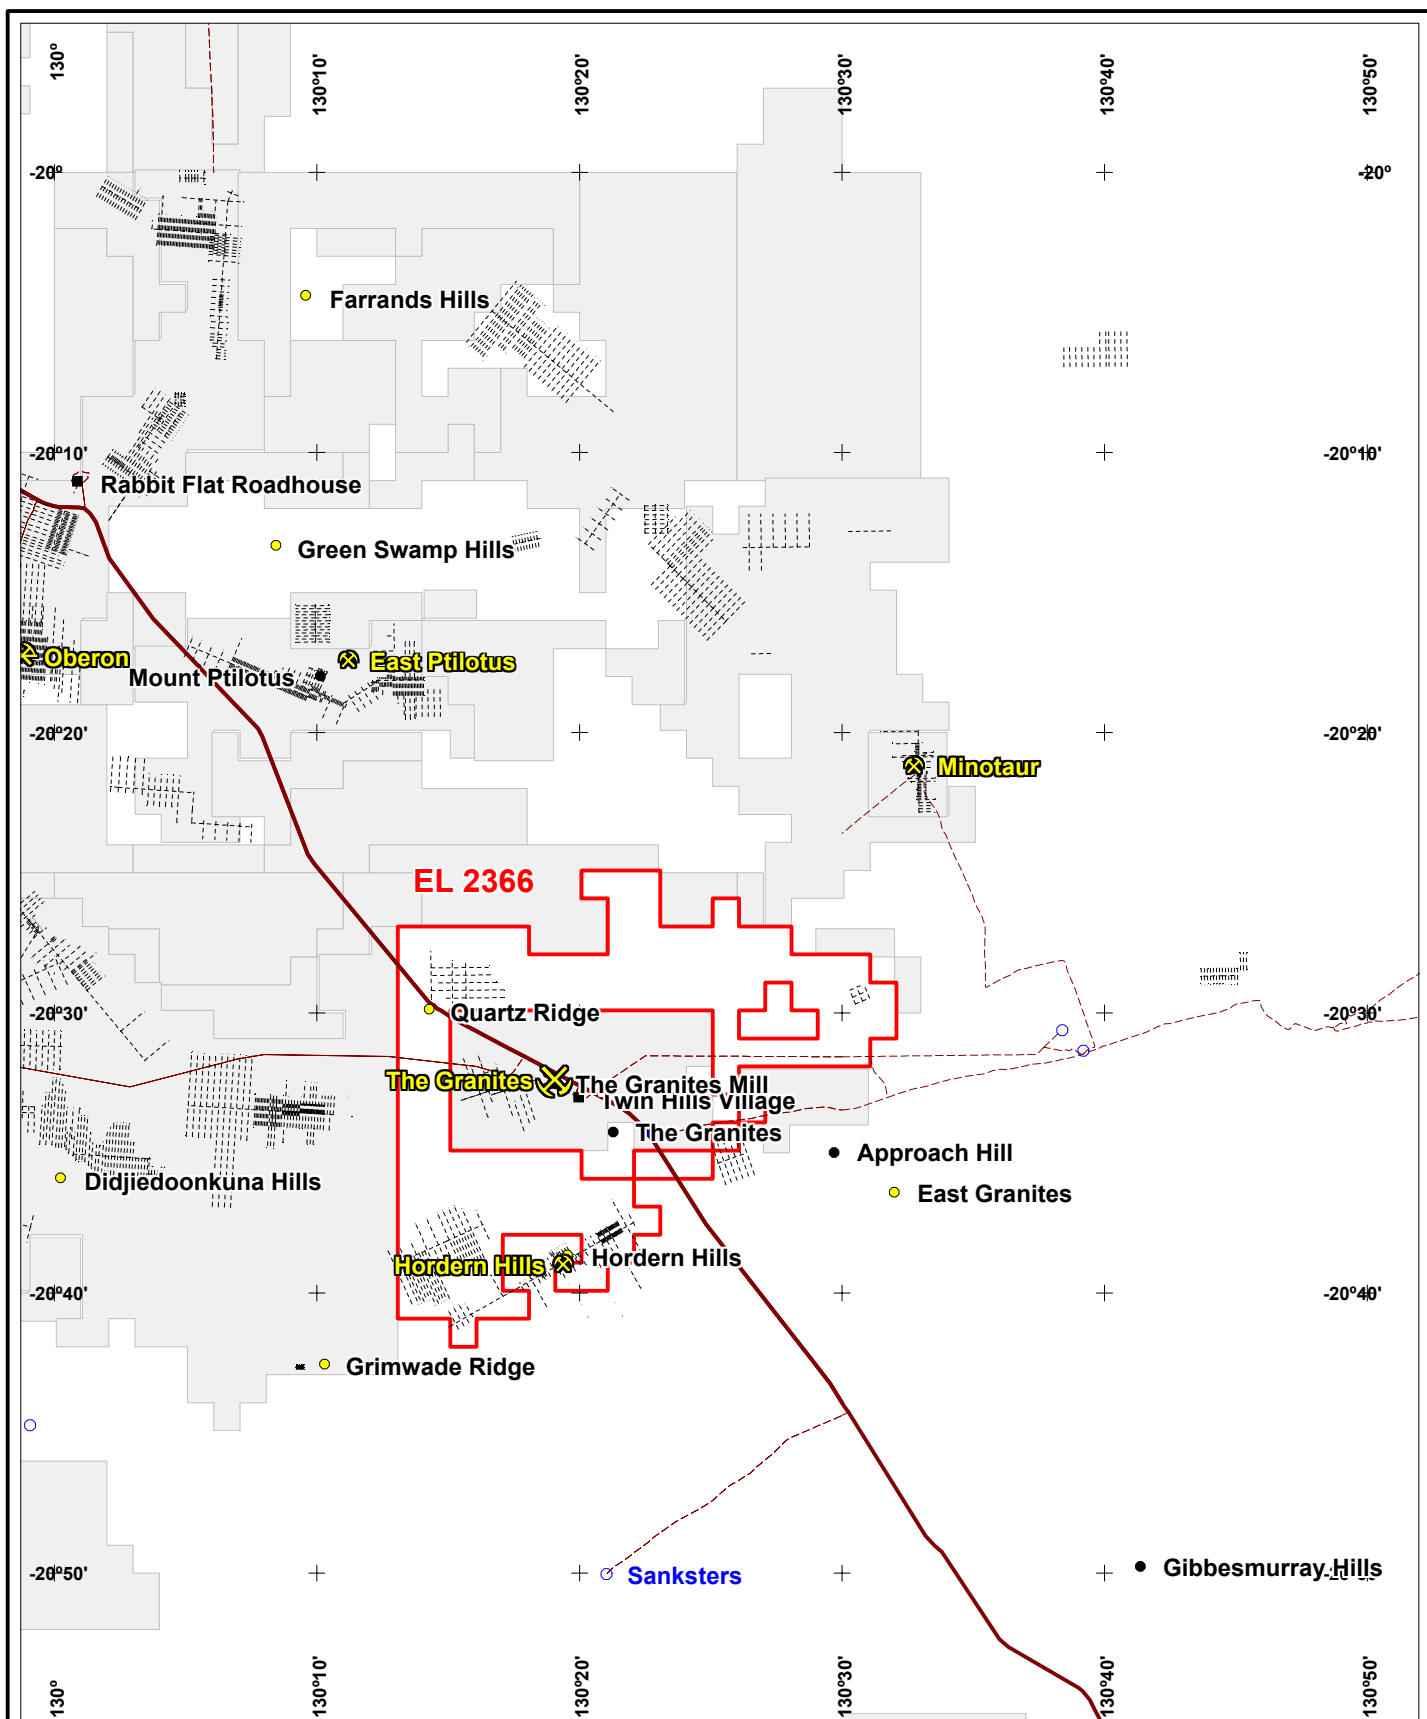 130°
130°10'
130°20'
130°30'
130°40'
130°50'
-20°
-20°
Farrands Hills
-20°10'
-20°10'
Rabbit Flat Roadhouse
Green Swamp Hills
Oberon
East Ptilotus
Mount Ptilotus
-20°20'
-20°20'
Minotaur
EL 2366
-20°30'
Quartz Ridge
-20°30'
The Granites
The Granites Mill
Twin Hills Village
The Granites
Approach Hill
Didjiedoonkuna Hills
East Granites
Hordern Hills
Hordern Hills
-20°40'
-20°40'
Grimwade Ridge
-20°50'
Sanksters
Gibbesmurray Hills
130°
130°10'
130°20'
130°30'
130°40'
130°50'